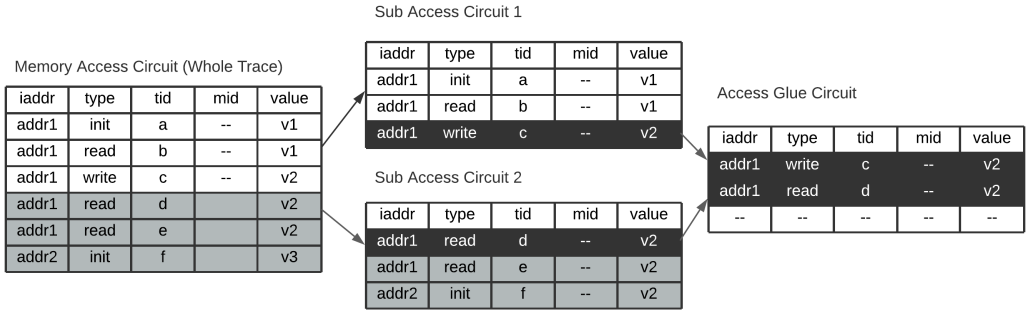 Memory Access Circuit (Whole Trace)
iaddr type tid mid value
addr1 init a -- v1
addr1 read b -- v1
addr1 write c -- v2
addr1 read d v2
addr1 read e v2
addr2 init f v3
Sub Access Circuit 1
iaddr type tid mid value
addr1 init a -- v1
addr1 read b -- v1
addr1 write c -- v2
Sub Access Circuit 2
iaddr type tid mid value
addr1 read d -- v2
addr1 read e -- v2
addr2 init f -- v2
Access Glue Circuit
iaddr type tid mid value
addr1 write c -- v2
addr1 read d -- v2
-- -- -- -- --